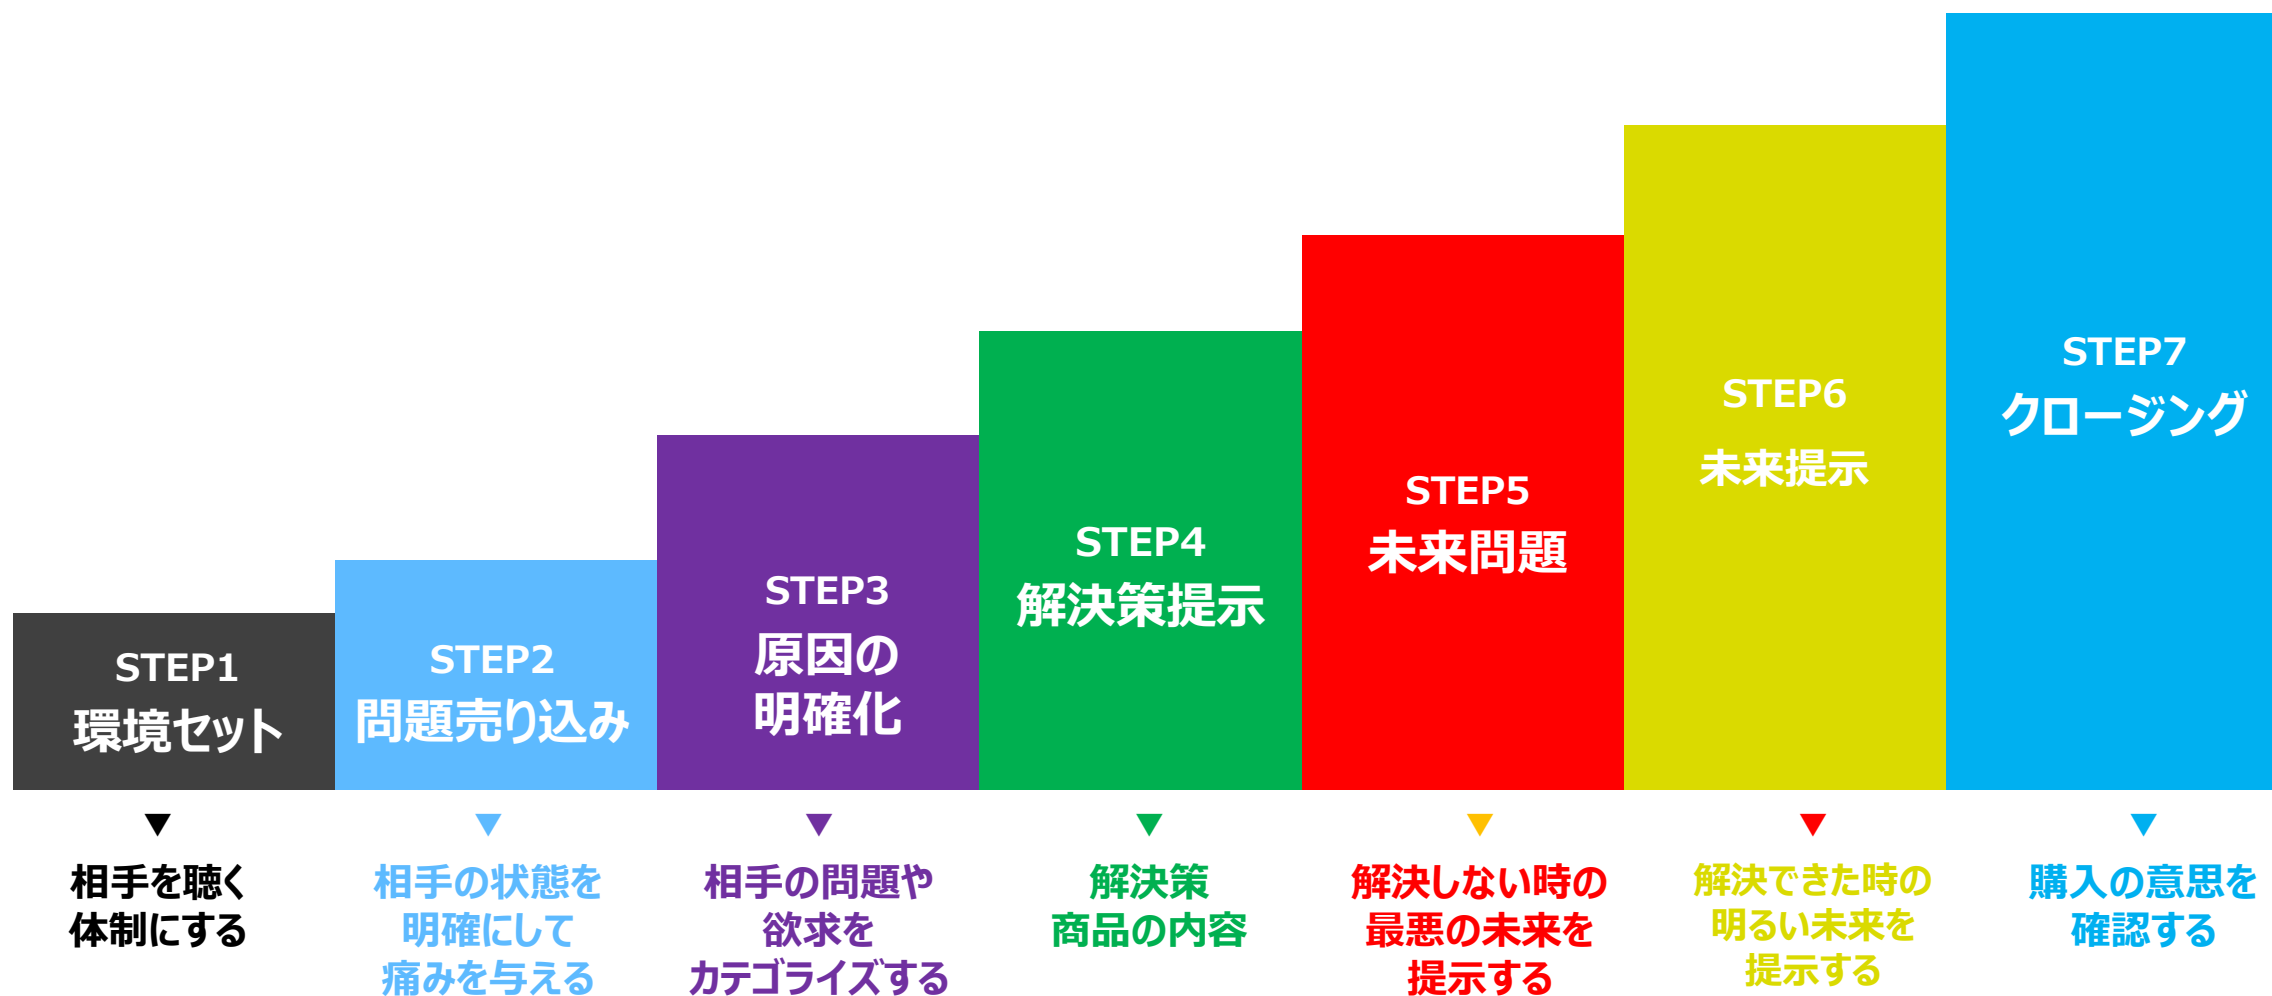 STEP1
環境セット
▼
相手を聴く
体制にする
STEP2
問題売り込み
▼
相手の状態を
明確にして
痛みを与える
STEP3
原因の
明確化
▼
相手の問題や
欲求を
カテゴライズする
STEP4
解決策提示
▼
解決策
商品の内容
STEP5
未来問題
▼
解決しない時の
最悪の未来を
提示する
STEP6
未来提示
▼
解決できた時の
明るい未来を
提示する
STEP7
クロージング
▼
購入の意思を
確認する